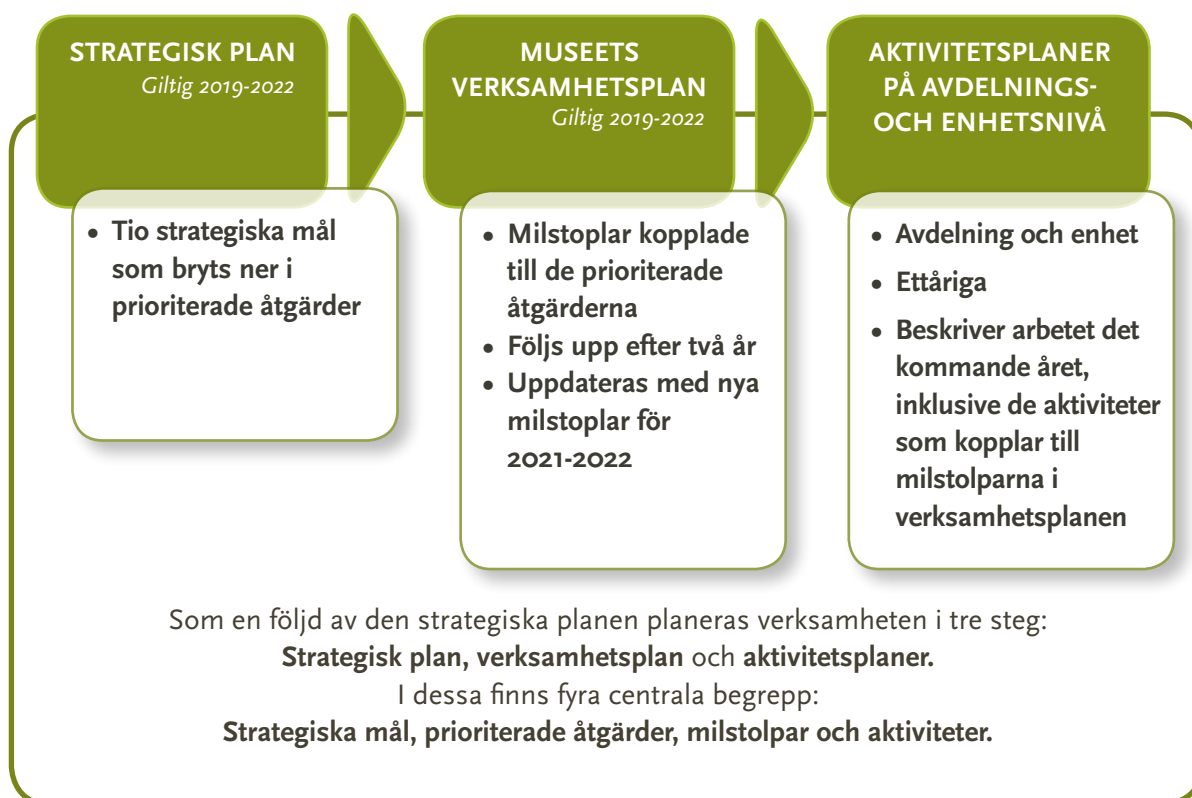 STRATEGISK PLAN
Giltig 2019-2022
• Tio strategiska mål
som bryts ner i
prioriterade åtgärder
MUSEETS
VERKSAMHETSPLAN
Giltig 2019-2022
• Milstoplar kopplade
till de prioriterade
åtgärderna
• Följs upp efter två år
• Uppdateras med nya
milstoplar för
2021-2022
AKTIVITETSPLANER
PÅ AVDELNINGS-
OCH ENHETSNIVÅ
• Avdelning och enhet
• Ettåriga
• Beskriver arbetet det
kommande året,
inklusive de aktiviteter
som kopplar till
milstolparna i
verksamhetsplanen
Som en följd av den strategiska planen planeras verksamheten i tre steg:
Strategisk plan, verksamhetsplan och aktivitetsplaner.
I dessa finns fyra centrala begrepp:
Strategiska mål, prioriterade åtgärder, milstolpar och aktiviteter.